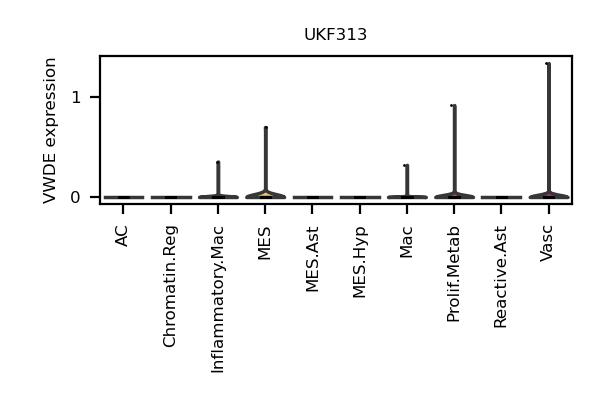 UKF313
VWDE expression
1
0
AC
Chromatin.Reg
Inflammatory.Mac
MES
MES.Ast
MES.Hyp
Mac
Prolif.Metab
Reactive.Ast
Vasc